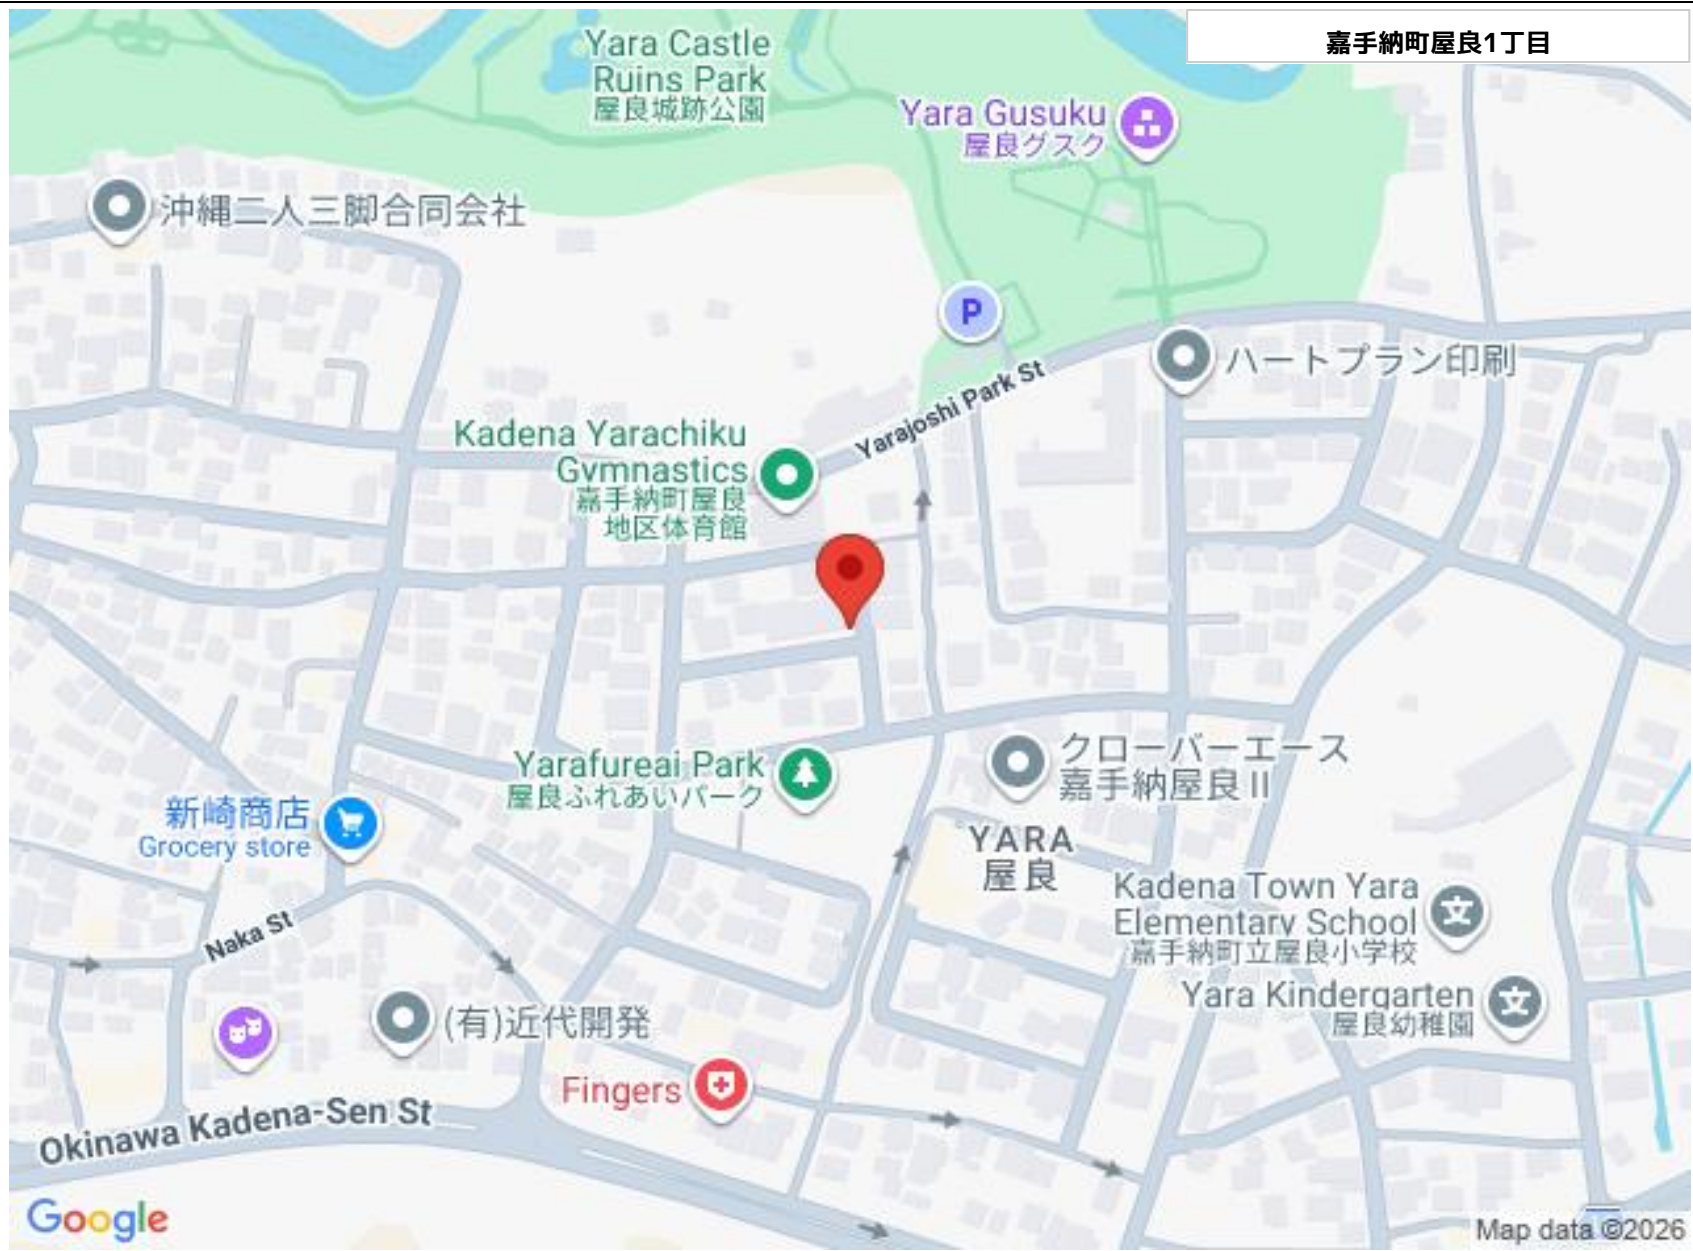 嘉手納町屋良1丁目
Yara Castle
Ruins Park
屋良城跡公園
Yara Gusuku
屋良グスク
沖縄二人三脚合同会社
P
ハートプラン印刷
Yarajoshi Park St
Kadena Yarachiku
Gymnastics
嘉手納町屋良
地区体育館
Yarafureai Park
屋良ふれあいパーク
クローバーエース
嘉手納屋良II
新崎商店
Grocery store
YARA
屋良
Kadena Town Yara
Elementary School
嘉手納町立屋良小学校
文
Naka St
Yara Kindergarten
屋良幼稚園
文
(有)近代開発
Fingers
Okinawa Kadena-Sen St
Google
Map data ©2026